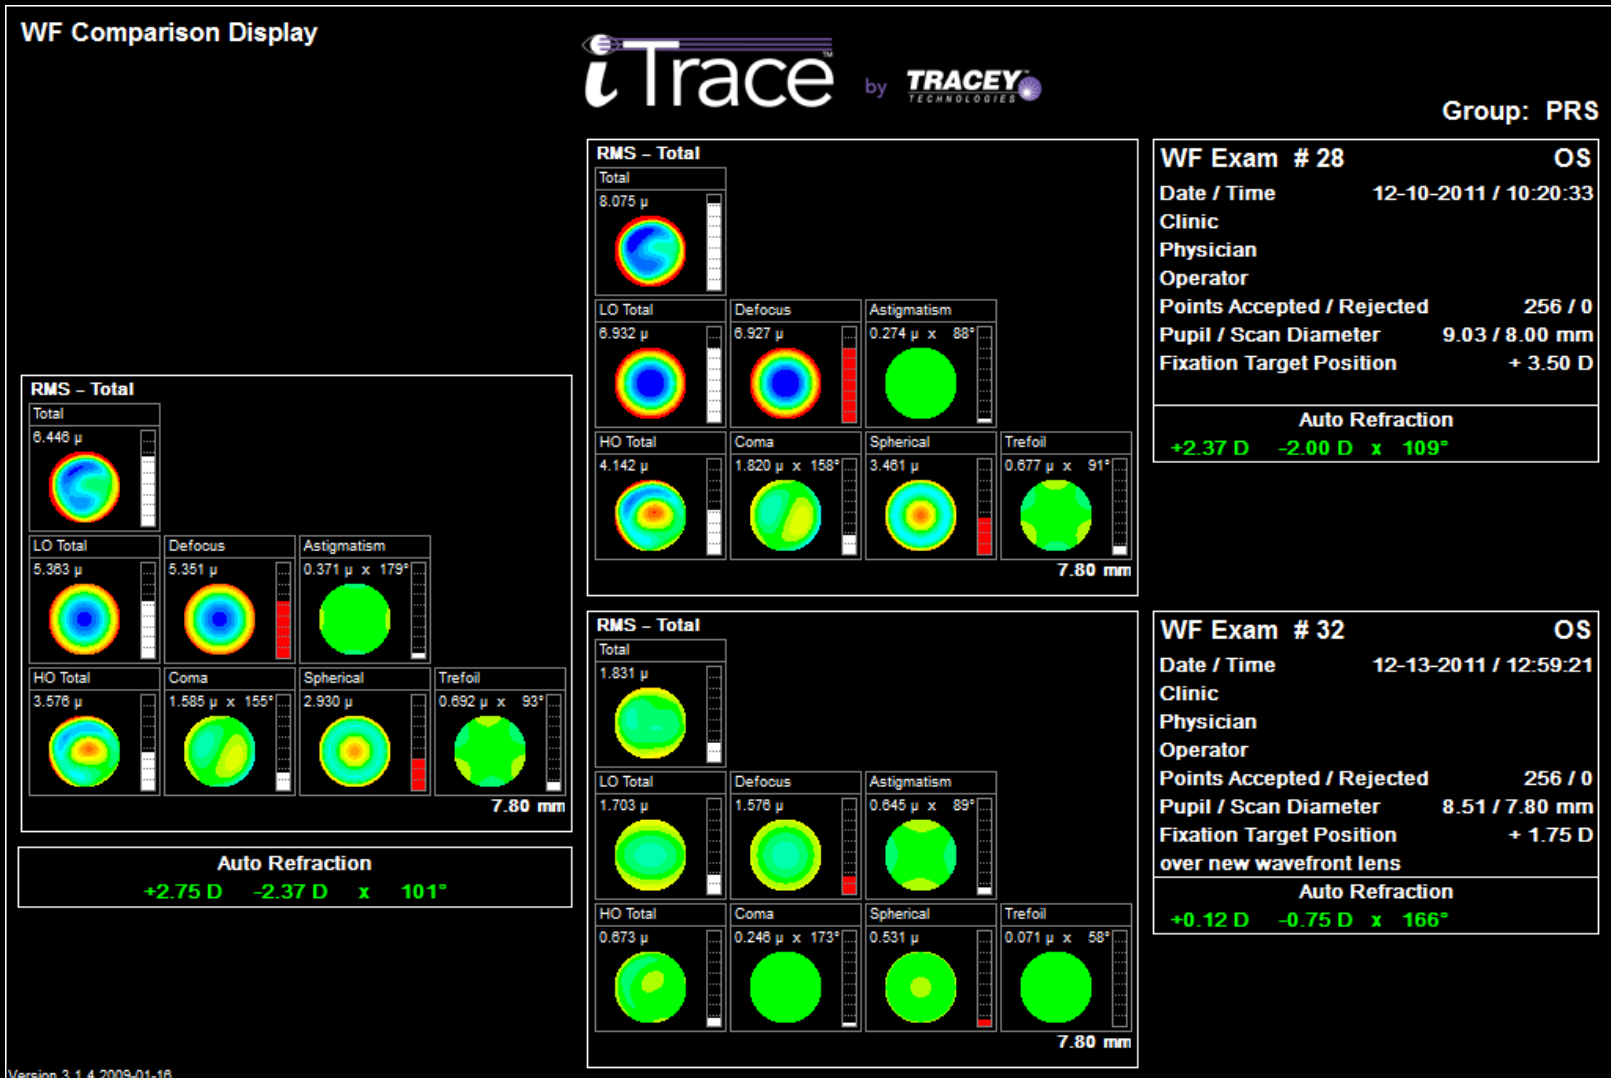 WF Comparison Display
iTrace™ by TRACEY TECHNOLOGIES
Group: PRS
RMS – Total
Total
6.446 µ
LO Total Defocus Astigmatism
5.363 µ 5.351 µ 0.371 µ x 179°
HO Total Coma Spherical Trefoil
3.576 µ 1.585 µ x 155° 2.930 µ 0.692 µ x 93°
7.80 mm
Auto Refraction
+2.75 D -2.37 D x 101°
RMS – Total
Total
8.075 µ
LO Total Defocus Astigmatism
6.932 µ 6.927 µ 0.274 µ x 88°
HO Total Coma Spherical Trefoil
4.142 µ 1.820 µ x 158° 3.461 µ 0.677 µ x 91°
7.80 mm
WF Exam # 28 OS
Date / Time 12-10-2011 / 10:20:33
Clinic
Physician
Operator
Points Accepted / Rejected 256 / 0
Pupil / Scan Diameter 9.03 / 8.00 mm
Fixation Target Position + 3.50 D
Auto Refraction
+2.37 D -2.00 D x 109°
RMS – Total
Total
1.831 µ
LO Total Defocus Astigmatism
1.703 µ 1.576 µ 0.645 µ x 89°
HO Total Coma Spherical Trefoil
0.673 µ 0.246 µ x 173° 0.531 µ 0.071 µ x 58°
7.80 mm
WF Exam # 32 OS
Date / Time 12-13-2011 / 12:59:21
Clinic
Physician
Operator
Points Accepted / Rejected 256 / 0
Pupil / Scan Diameter 8.51 / 7.80 mm
Fixation Target Position + 1.75 D
over new wavefront lens
Auto Refraction
+0.12 D -0.75 D x 166°
Version 3.1.4 2009-01-16